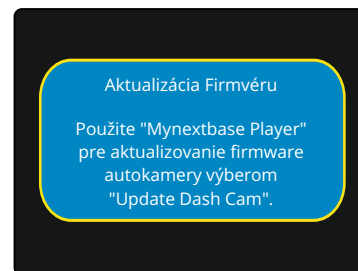 Aktualizácia Firmvéru
Použite "Mynextbase Player"
pre aktualizovanie firmware
autokamery výberom
"Update Dash Cam".